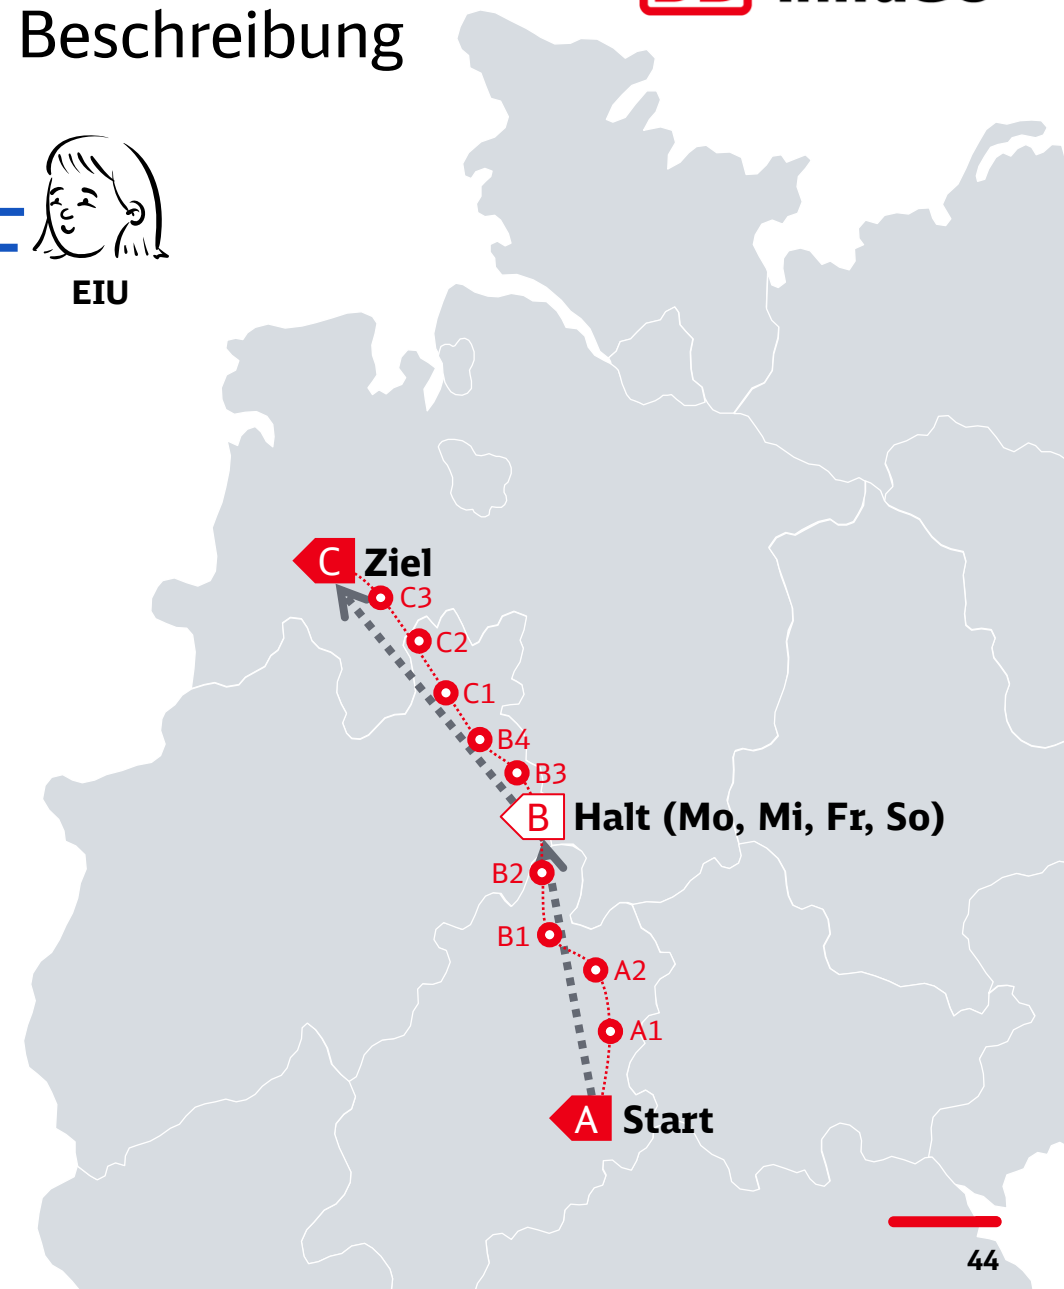 Beschreibung
EIU
C Ziel
C3
C2
C1
B4
B3
B Halt (Mo, Mi, Fr, So)
B2
B1
A2
A1
A Start
44